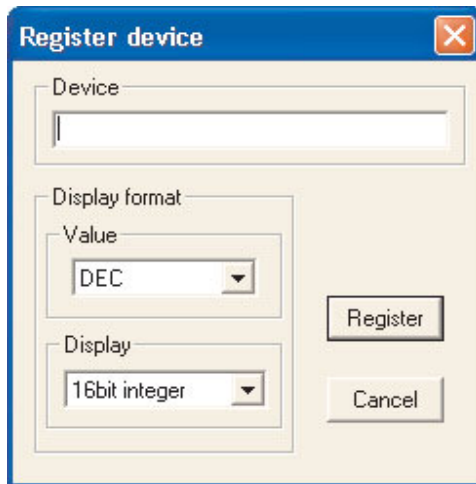 Register device
Device
Display format
Value
DEC
Display
16bit integer
Register
Cancel